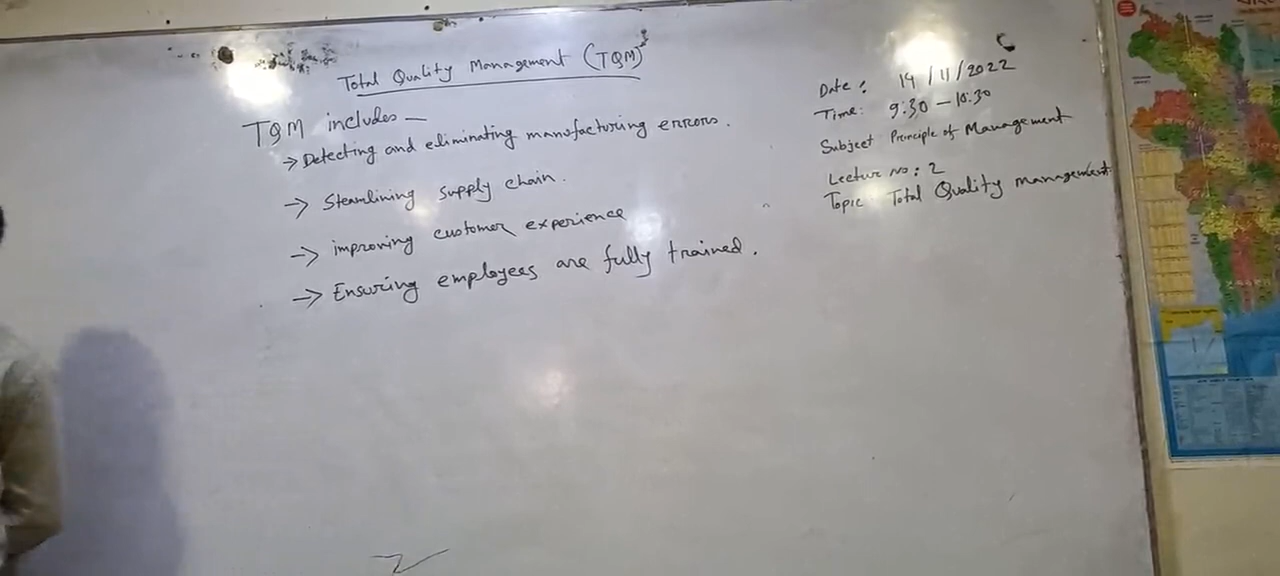 Total Quality Management (TQM)
TQM includes —
→ Detecting and eliminating manufacturing errors.
→ Steamlining supply chain.
→ improving customer experience
→ Ensuring employees are fully trained.
Date: 14/11/2022
Time: 9:30 – 10:30
Subject Principle of Management
Lecture No: 2
Topic Total Quality management